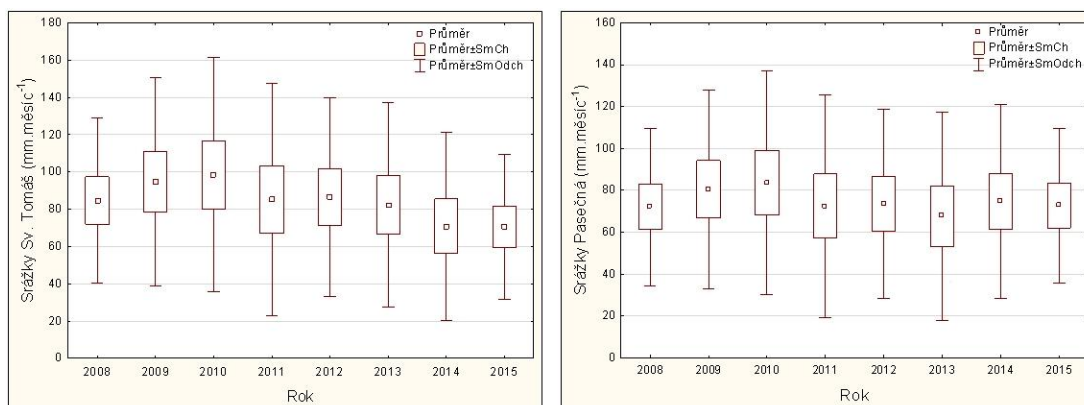 Srážky Sv. Tomáš (mm.měsíc⁻¹)
180
160
140
120
100
80
60
40
20
0
Průměr
Průměr±SmCh
Průměr±SmOdch
2008 2009 2010 2011 2012 2013 2014 2015
Rok
Srážky Pasečná (mm.měsíc⁻¹)
160
140
120
100
80
60
40
20
0
Průměr
Průměr±SmCh
Průměr±SmOdch
2008 2009 2010 2011 2012 2013 2014 2015
Rok